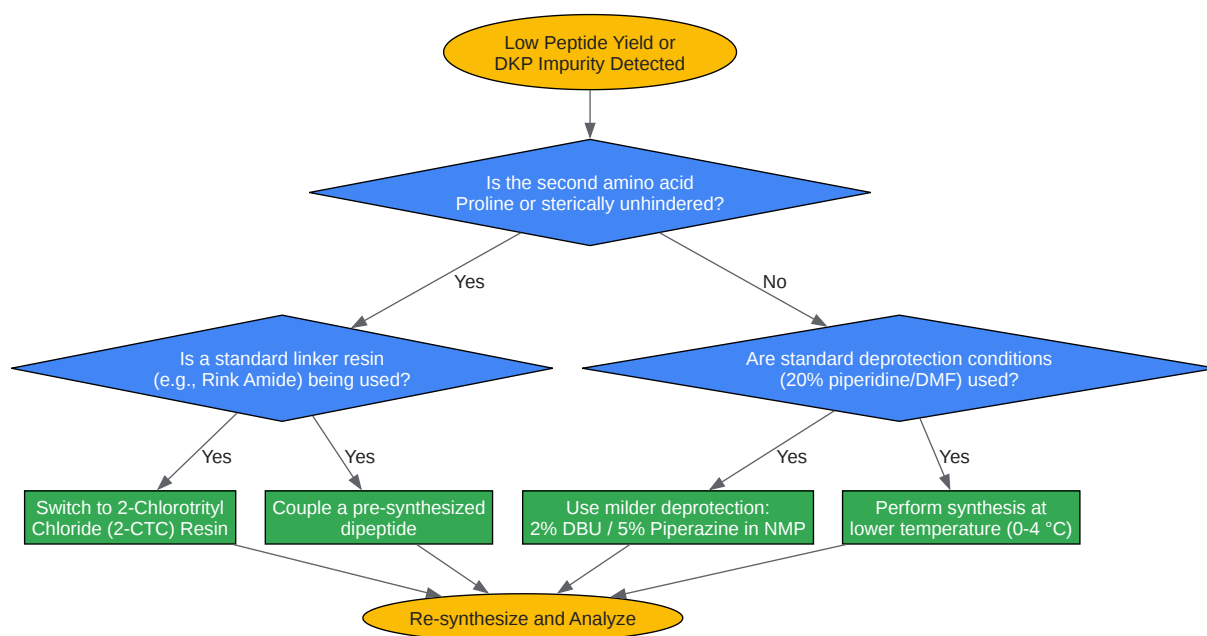 Low Peptide Yield or
DKP Impurity Detected
Is the second amino acid
Proline or sterically unhindered?
Yes
No
Is a standard linker resin
(e.g., Rink Amide) being used?
Are standard deprotection conditions
(20% piperidine/DMF) used?
Yes
Yes
Yes
Yes
Switch to 2-Chlorotrityl
Chloride (2-CTC) Resin
Couple a pre-synthesized
dipeptide
Use milder deprotection:
2% DBU / 5% Piperazine in NMP
Perform synthesis at
lower temperature (0-4 °C)
Re-synthesize and Analyze